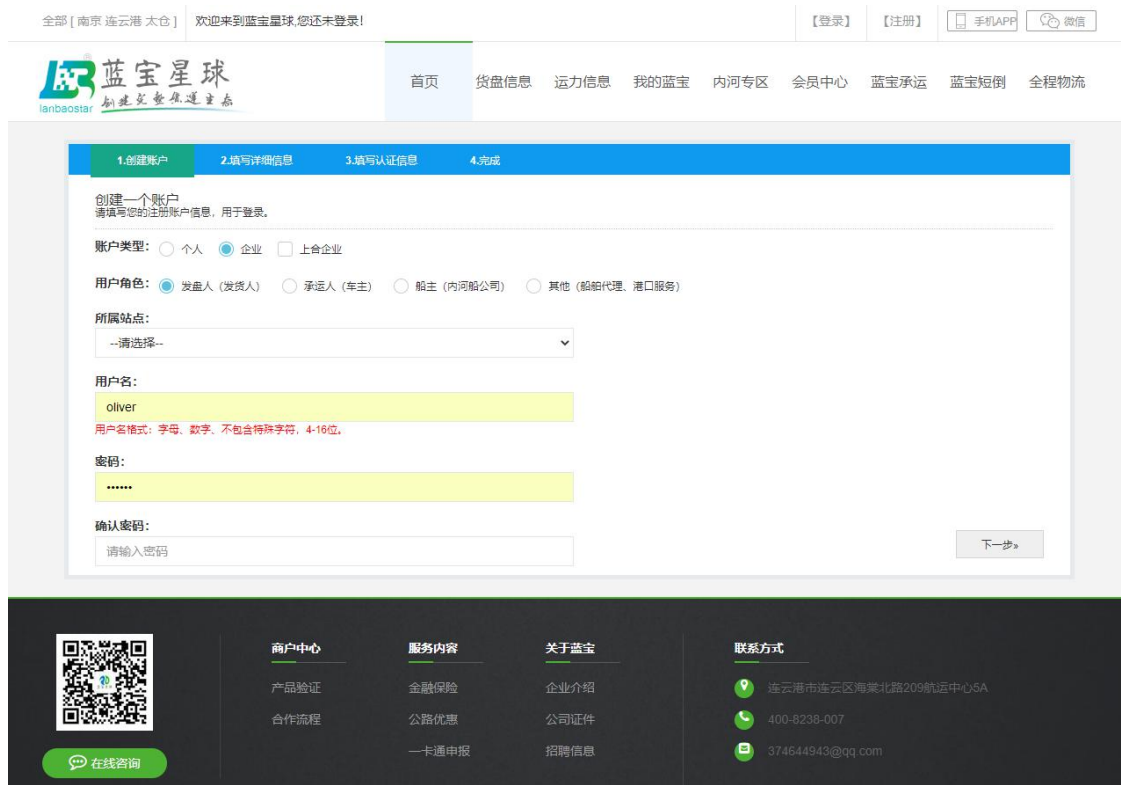 全部 [ 南京 连云港 太仓 ] 欢迎来到蓝宝星球,您还未登录! 【登录】 【注册】 手机APP 微信
蓝宝星球
lanbaostar
首页 货盘信息 运力信息 我的蓝宝 内河专区 会员中心 蓝宝承运 蓝宝短倒 全程物流
1.创建账户 2.填写详细信息 3.填写认证信息 4.完成
创建一个账户
请填写您的注册账户信息，用于登录。
账户类型： 个人 企业 上合企业
用户角色： 发盘人（发货人） 承运人（车主） 船主（内河船公司） 其他（船舶代理、港口服务）
所属站点：
--请选择--
用户名：
oliver
用户名格式：字母、数字、不包含特殊字符，4-16位。
密码：
••••••
确认密码：
请输入密码
下一步»
商户中心 服务内容 关于蓝宝 联系方式
产品验证 金融保险 企业介绍 连云港市连云区海棠北路209航运中心5A
合作流程 公路优惠 公司证件 400-8238-007
一卡通申报 招聘信息 374644943@qq.com
在线咨询